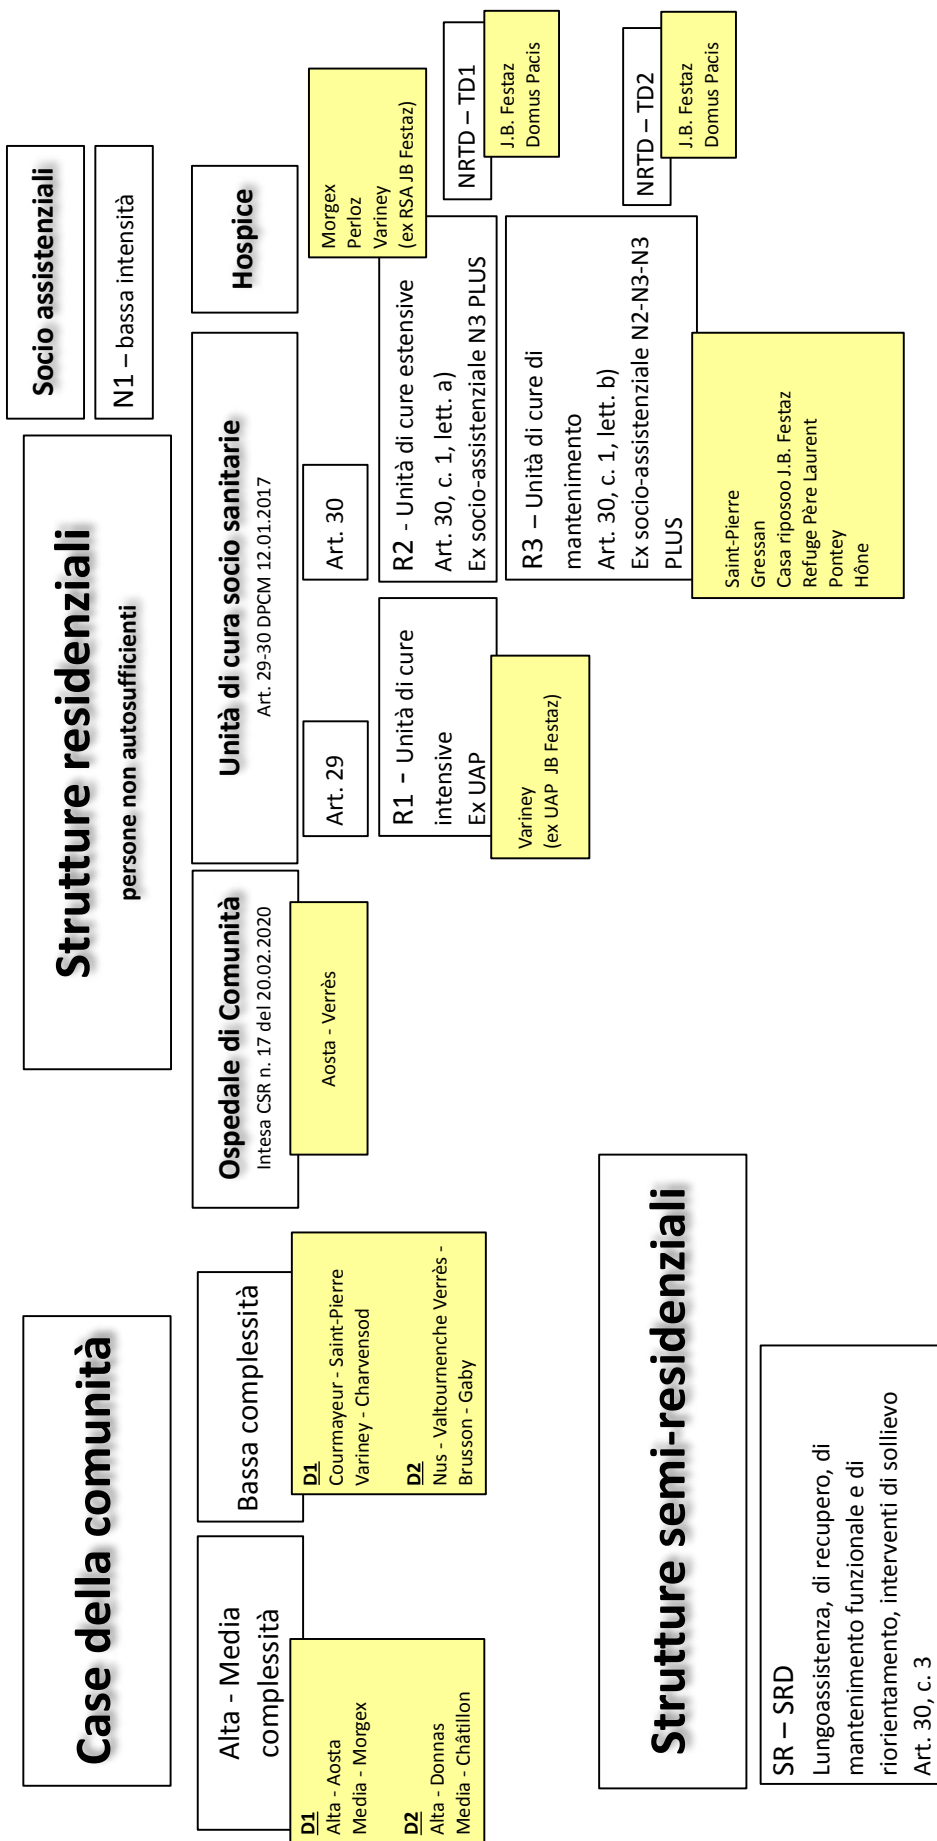 Case della comunità
Alta - Media
complessità
D1
Alta - Aosta
Media - Morgex
D2
Alta - Donnas
Media - Châtillon
Bassa complessità
D1
Courmayeur - Saint-Pierre
Variney - Charvensod
D2
Nus - Valtournenche Verrès -
Brusson - Gaby
Strutture residenziali
persone non autosufficienti
Ospedale di Comunità
Intesa CSR n. 17 del 20.02.2020
Aosta - Verrès
Unità di cura socio sanitarie
Art. 29-30 DPCM 12.01.2017
Art. 29
R1 – Unità di cure
intensive
Ex UAP
Variney
(ex UAP JB Festaz)
Art. 30
R2 - Unità di cure estensive
Art. 30, c. 1, lett. a)
Ex socio-assistenziale N3 PLUS
Morgex
Perloz
Variney
(ex RSA JB Festaz)
R3 – Unità di cure di
mantenimento
Art. 30, c. 1, lett. b)
Ex socio-assistenziale N2-N3-N3
PLUS
Saint-Pierre
Gressan
Casa riposoo J.B. Festaz
Refuge Père Laurent
Pontey
Hône
Socio assistenziali
N1 – bassa intensità
Hospice
NRTD – TD1
J.B. Festaz
Domus Pacis
NRTD – TD2
J.B. Festaz
Domus Pacis
Strutture semi-residenziali
SR – SRD
Lungoassistenza, di recupero, di
mantenimento funzionale e di
riorientamento, interventi di sollievo
Art. 30, c. 3